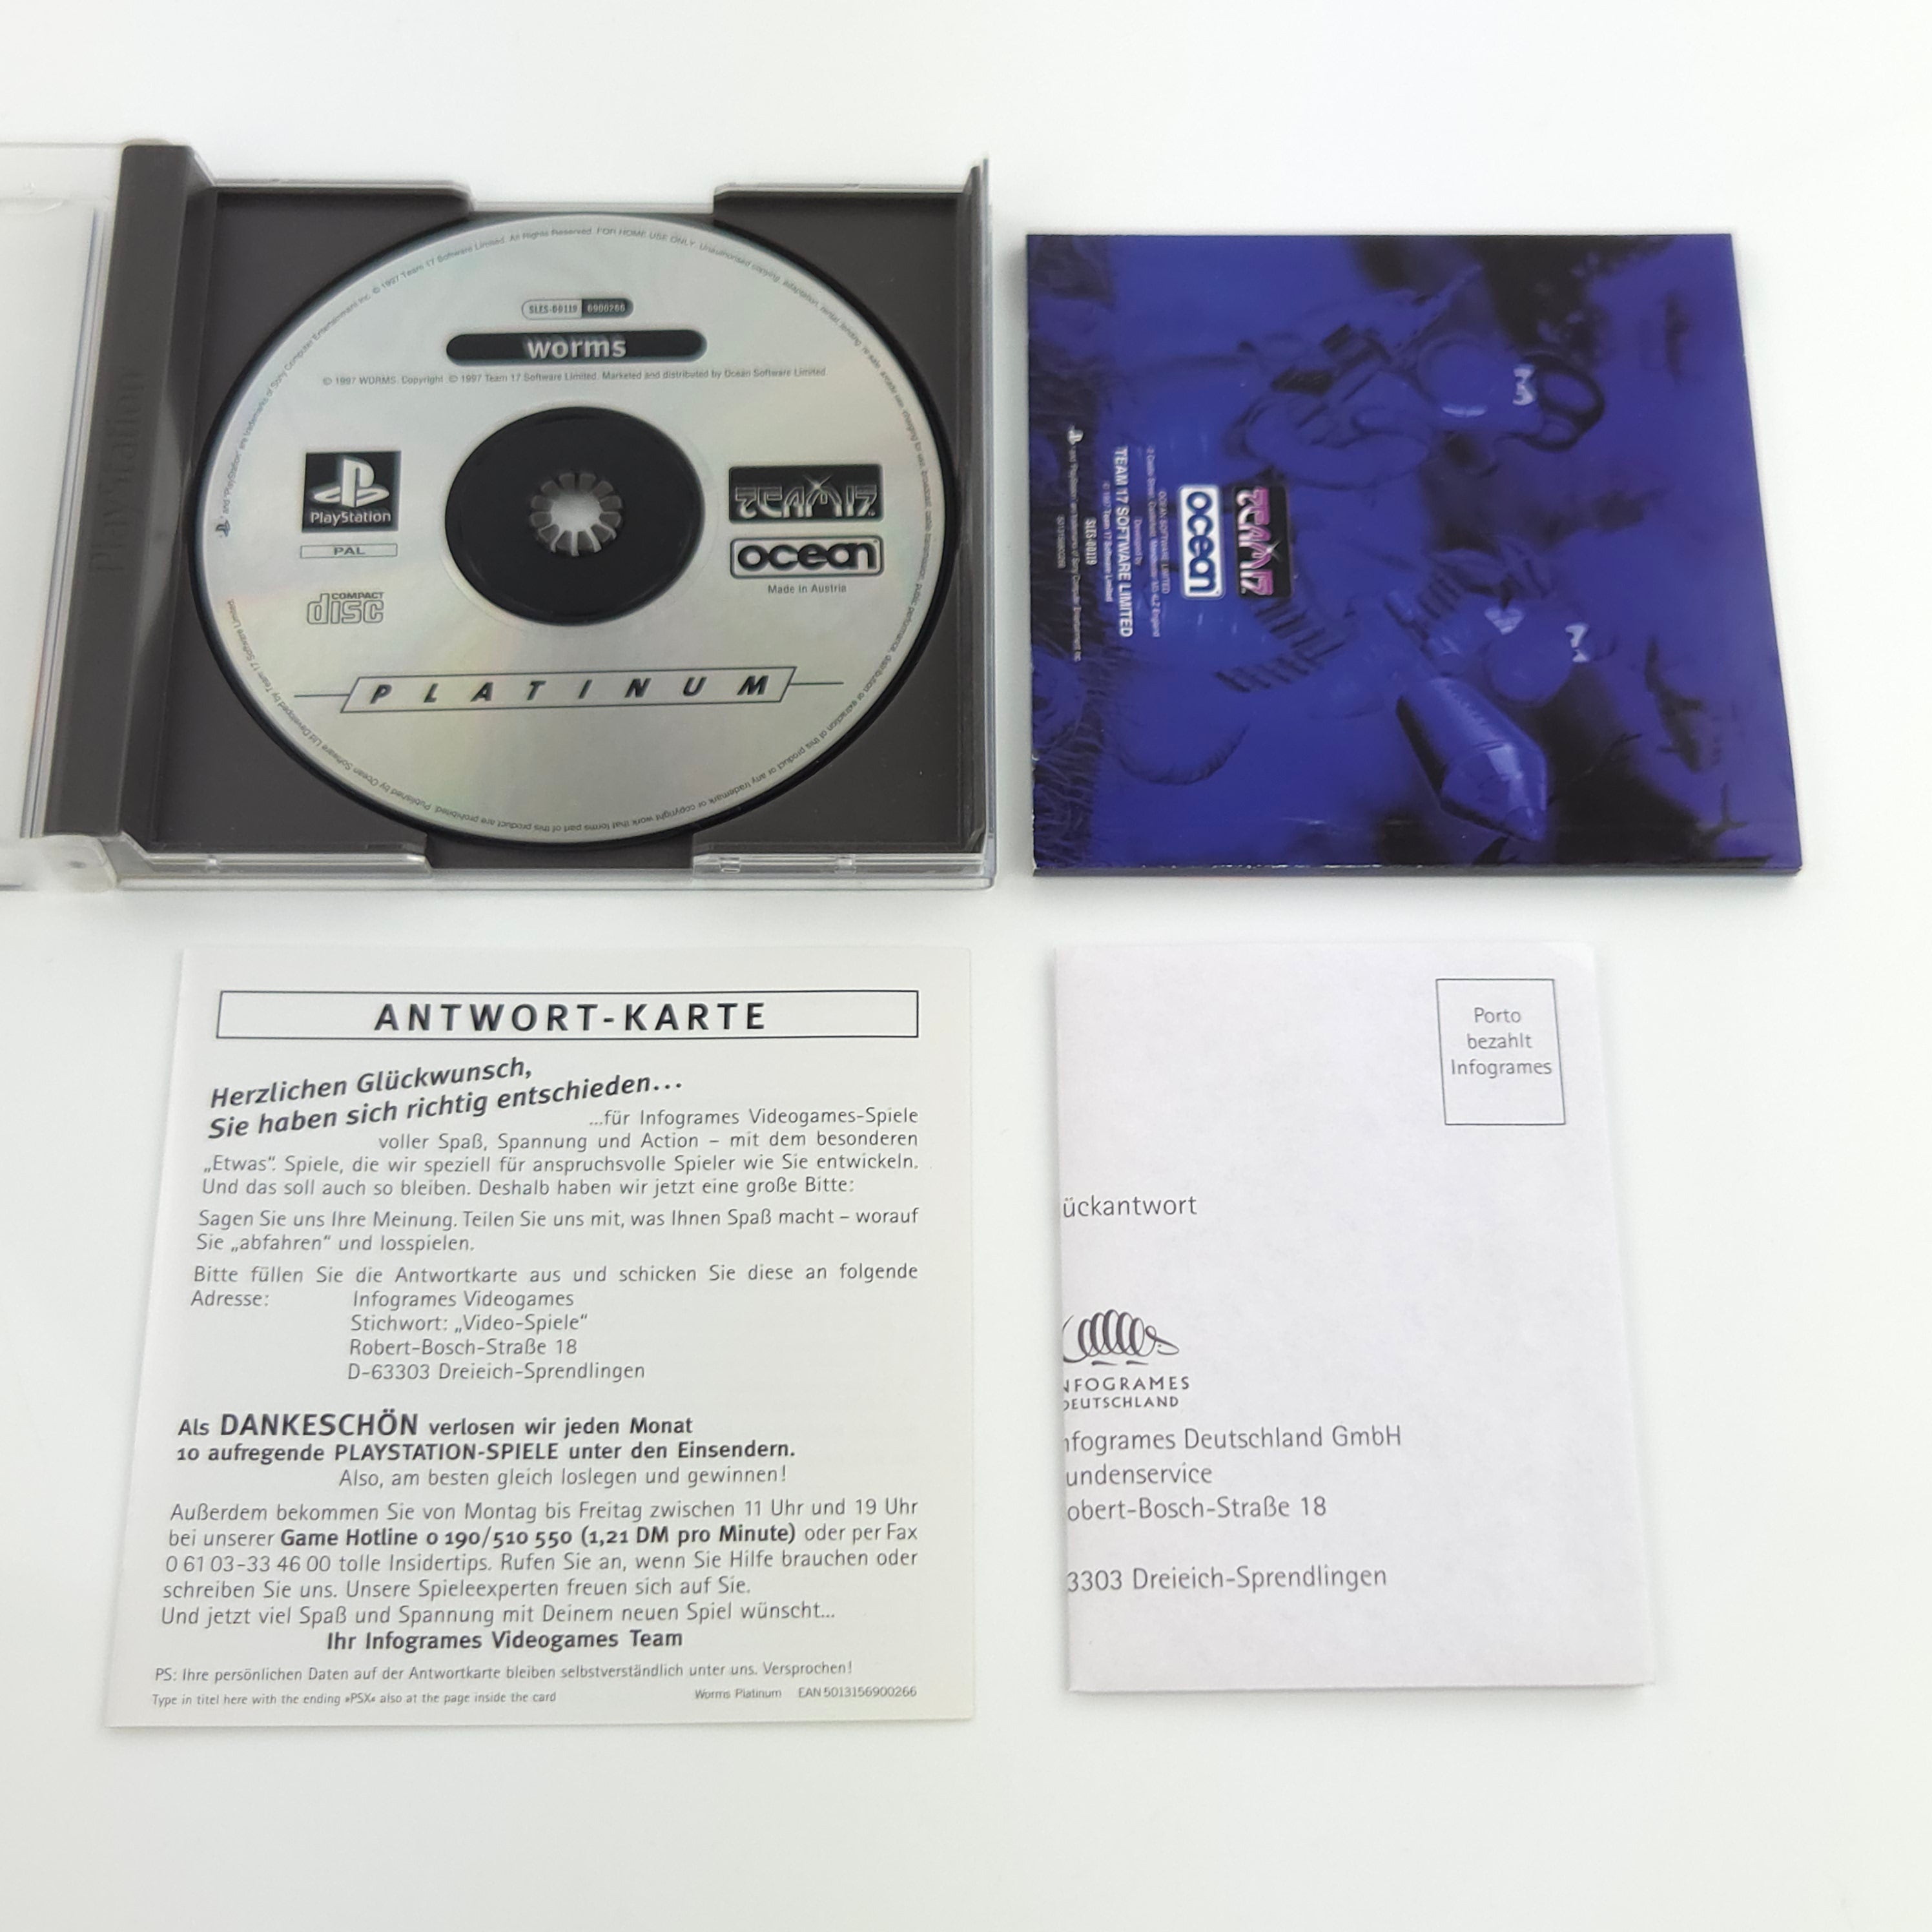 PlayStation
SLES-00119 6900266
worms
© 1997 WORMS. Copyright © 1997 Team 17 Software Limited. Marketed and distributed by Ocean Software Limited
PlayStation
PAL
COMPACT
disc
TEAM17
ocean
Made in Austria
PLATINUM
TEAM17
ocean
OCEAN SOFTWARE LIMITED
Developed by
TEAM 17 SOFTWARE LIMITED
© 1997 Team 17 Software Limited
SLES-00119
3
ANTWORT-KARTE
Herzlichen Glückwunsch,
Sie haben sich richtig entschieden...
...für Infogrames Videogames-Spiele
voller Spaß, Spannung und Action – mit dem besonderen
„Etwas“. Spiele, die wir speziell für anspruchsvolle Spieler wie Sie entwickeln.
Und das soll auch so bleiben. Deshalb haben wir jetzt eine große Bitte:
Sagen Sie uns Ihre Meinung. Teilen Sie uns mit, was Ihnen Spaß macht – worauf
Sie „abfahren“ und losspielen.
Bitte füllen Sie die Antwortkarte aus und schicken Sie diese an folgende
Adresse: Infogrames Videogames
Stichwort: „Video-Spiele“
Robert-Bosch-Straße 18
D-63303 Dreieich-Sprendlingen
Als DANKESCHÖN verlosen wir jeden Monat
10 aufregende PLAYSTATION-SPIELE unter den Einsendern.
Also, am besten gleich loslegen und gewinnen!
Außerdem bekommen Sie von Montag bis Freitag zwischen 11 Uhr und 19 Uhr
bei unserer Game Hotline 0 190/510 550 (1,21 DM pro Minute) oder per Fax
0 61 03-33 46 00 tolle Insidertips. Rufen Sie an, wenn Sie Hilfe brauchen oder
schreiben Sie uns. Unsere Spieleexperten freuen sich auf Sie.
Und jetzt viel Spaß und Spannung mit Deinem neuen Spiel wünscht...
Ihr Infogrames Videogames Team
PS: Ihre persönlichen Daten auf der Antwortkarte bleiben selbstverständlich unter uns. Versprochen!
Type in titel here with the ending »PSX« also at the page inside the card Worms Platinum EAN 5013156900266
Porto
bezahlt
Infogrames
ückantwort
NFOGRAMES
DEUTSCHLAND
nfogrames Deutschland GmbH
undenservice
obert-Bosch-Straße 18
3303 Dreieich-Sprendlingen